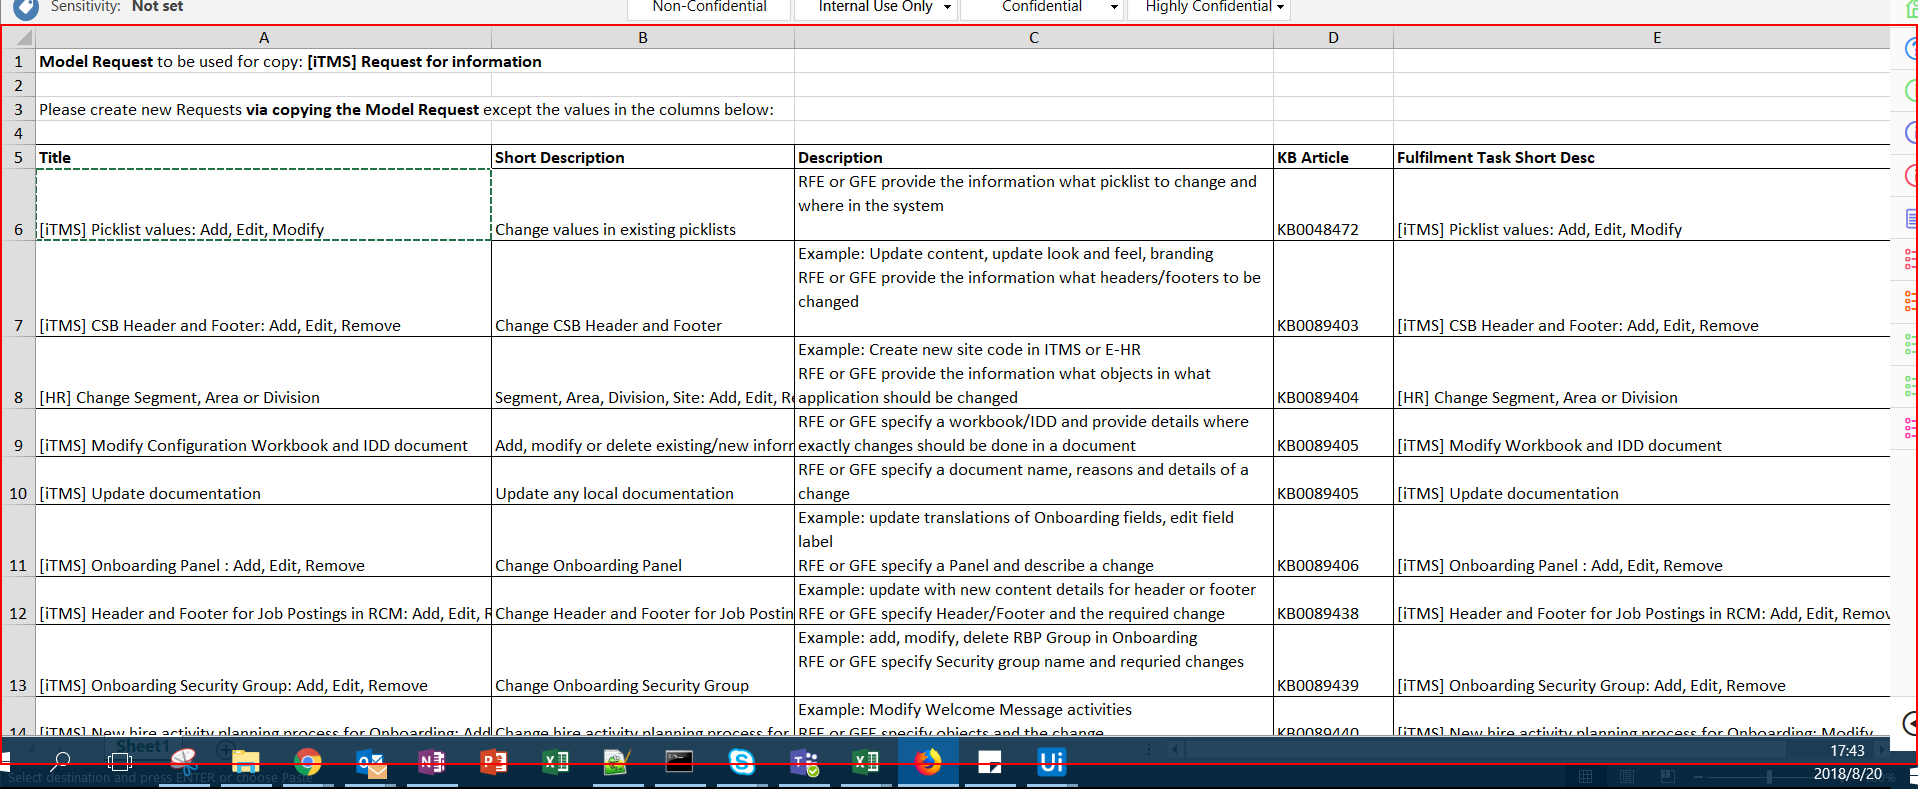 Sensitivity: Not set Non-Confidential Internal Use Only Confidential Highly Confidential
A B C D E
1 Model Request to be used for copy: [iTMS] Request for information
2
3 Please create new Requests via copying the Model Request except the values in the columns below:
4
5 Title Short Description Description KB Article Fulfilment Task Short Desc
RFE or GFE provide the information what picklist to change and
where in the system
6 [iTMS] Picklist values: Add, Edit, Modify Change values in existing picklists KB0048472 [iTMS] Picklist values: Add, Edit, Modify
Example: Update content, update look and feel, branding
RFE or GFE provide the information what headers/footers to be
changed
7 [iTMS] CSB Header and Footer: Add, Edit, Remove Change CSB Header and Footer KB0089403 [iTMS] CSB Header and Footer: Add, Edit, Remove
Example: Create new site code in ITMS or E-HR
RFE or GFE provide the information what objects in what
8 [HR] Change Segment, Area or Division Segment, Area, Division, Site: Add, Edit, Re application should be changed KB0089404 [HR] Change Segment, Area or Division
RFE or GFE specify a workbook/IDD and provide details where
9 [iTMS] Modify Configuration Workbook and IDD document Add, modify or delete existing/new inforr exactly changes should be done in a document KB0089405 [iTMS] Modify Workbook and IDD document
RFE or GFE specify a document name, reasons and details of a
10 [iTMS] Update documentation Update any local documentation change KB0089405 [iTMS] Update documentation
Example: update translations of Onboarding fields, edit field
label
11 [iTMS] Onboarding Panel : Add, Edit, Remove Change Onboarding Panel RFE or GFE specify a Panel and describe a change KB0089406 [iTMS] Onboarding Panel : Add, Edit, Remove
Example: update with new content details for header or footer
12 [iTMS] Header and Footer for Job Postings in RCM: Add, Edit, R Change Header and Footer for Job Postin RFE or GFE specify Header/Footer and the required change KB0089438 [iTMS] Header and Footer for Job Postings in RCM: Add, Edit, Remov
Example: add, modify, delete RBP Group in Onboarding
RFE or GFE specify Security group name and requried changes
13 [iTMS] Onboarding Security Group: Add, Edit, Remove Change Onboarding Security Group KB0089439 [iTMS] Onboarding Security Group: Add, Edit, Remove
Example: Modify Welcome Message activities
14 [iTMS] New hire activity planning process for Onboarding: Add Change hire activity planning process for RFE or GFE specify objects and the change KB0089440 [iTMS] New hire activity planning process for Onboarding: Modify
Sheet1
17:43
Select destination and press ENTER or choose Paste
2018/8/20